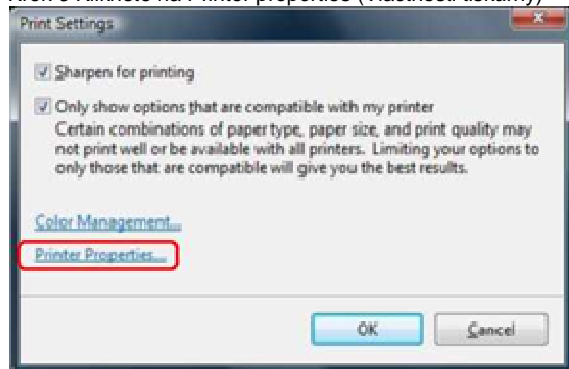 Print Settings
Sharpen for printing
Only show options that are compatible with my printer
Certain combinations of paper type, paper size, and print quality may
not print well or be available with all printers. Limiting your options to
only those that are compatible will give you the best results.
Color Management...
Printer Properties...
OK
Cancel